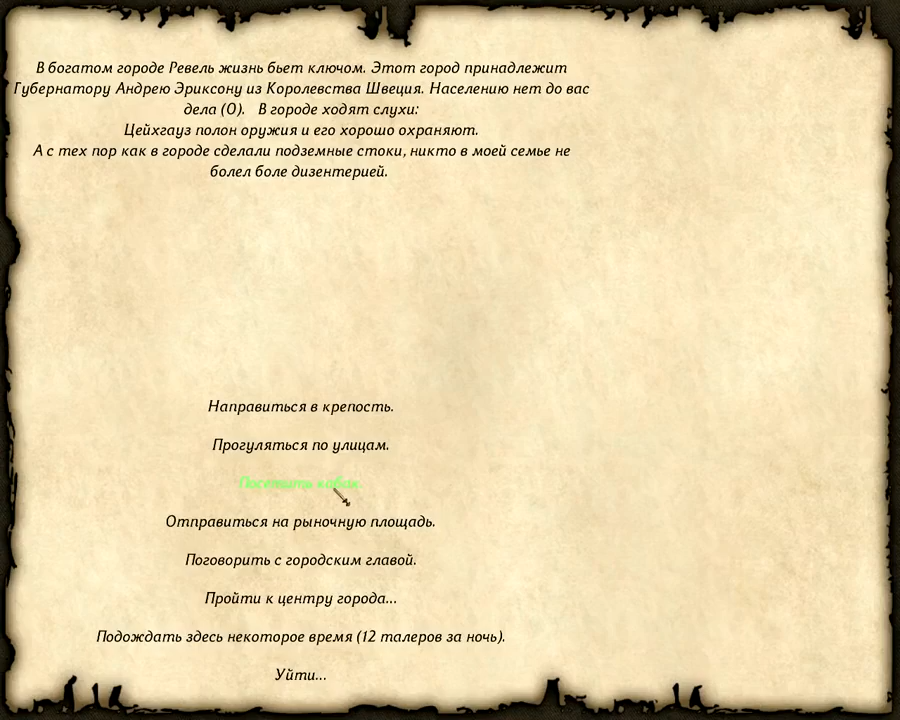 В богатом городе Ревель жизнь бьет ключом. Этот город принадлежит
Губернатору Андрею Эриксону из Королевства Швеция. Населению нет до вас
дела (0). В городе ходят слухи:
Цейхгауз полон оружия и его хорошо охраняют.
А с тех пор как в городе сделали подземные стоки, никто в моей семье не
болел боле дизентерией.
Направиться в крепость.
Прогуляться по улицам.
Посетить кабак.
Отправиться на рыночную площадь.
Поговорить с городским главой.
Пройти к центру города...
Подождать здесь некоторое время (12 талеров за ночь).
Уйти...